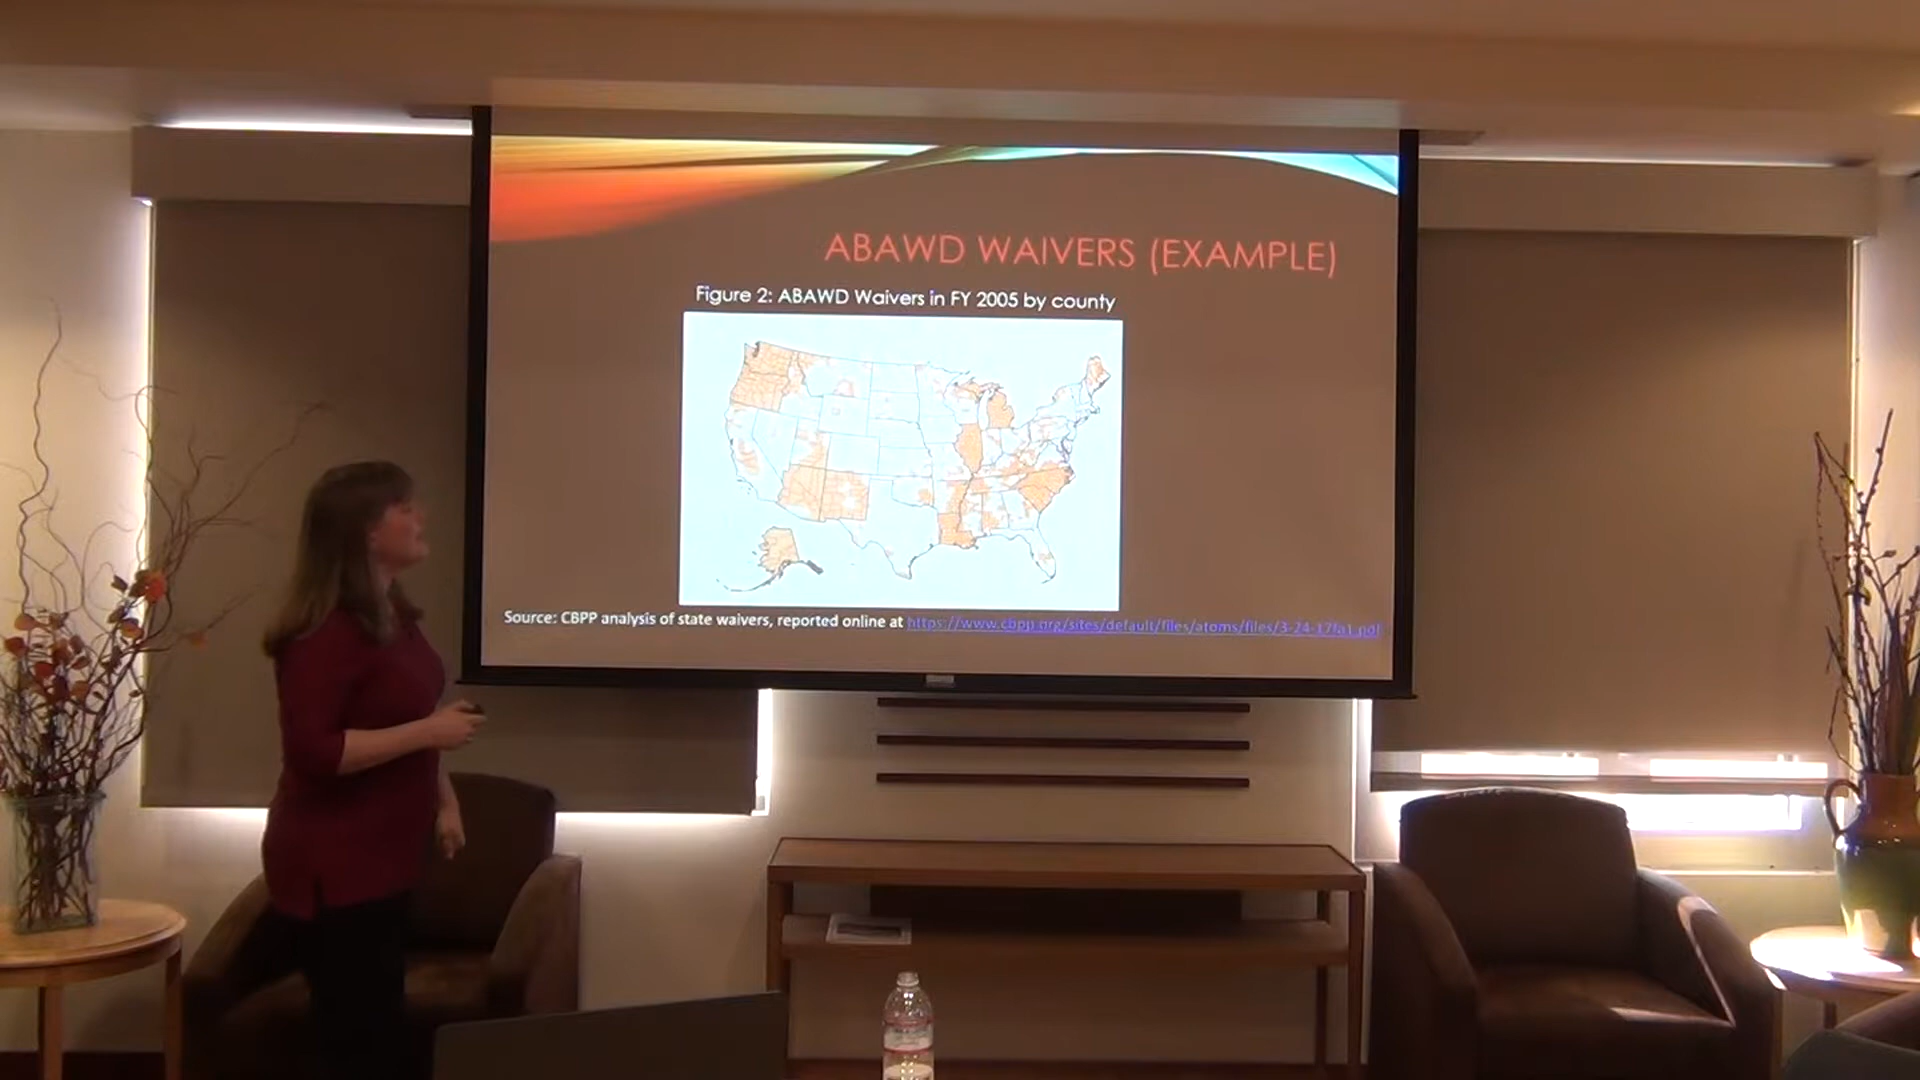 ABAWD WAIVERS (EXAMPLE)
Figure 2: ABAWD Waivers in FY 2005 by county
Source: CBPP analysis of state waivers, reported online at https://www.cbpp.org/sites/default/files/atoms/files/3-24-17fa1.pdf